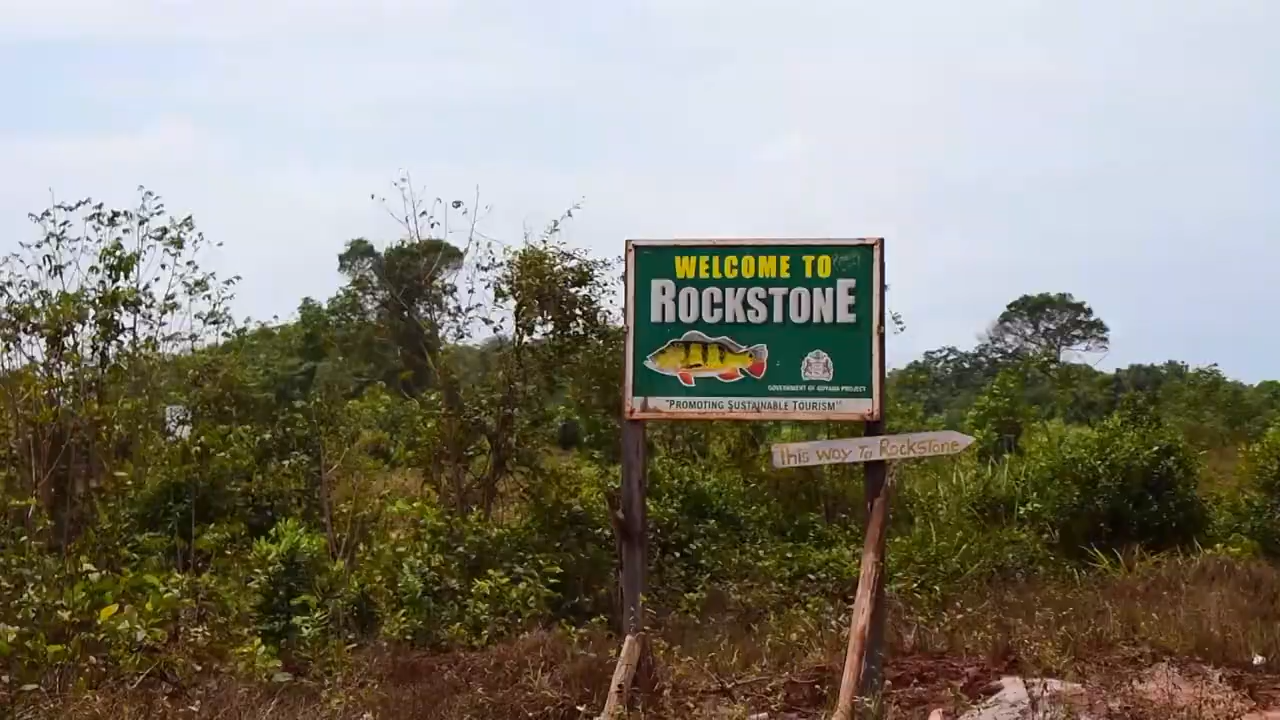 WELCOME TO
ROCKSTONE
GOVERNMENT OF GUYANA PROJECT
"PROMOTING SUSTAINABLE TOURISM"
This way To Rockstone